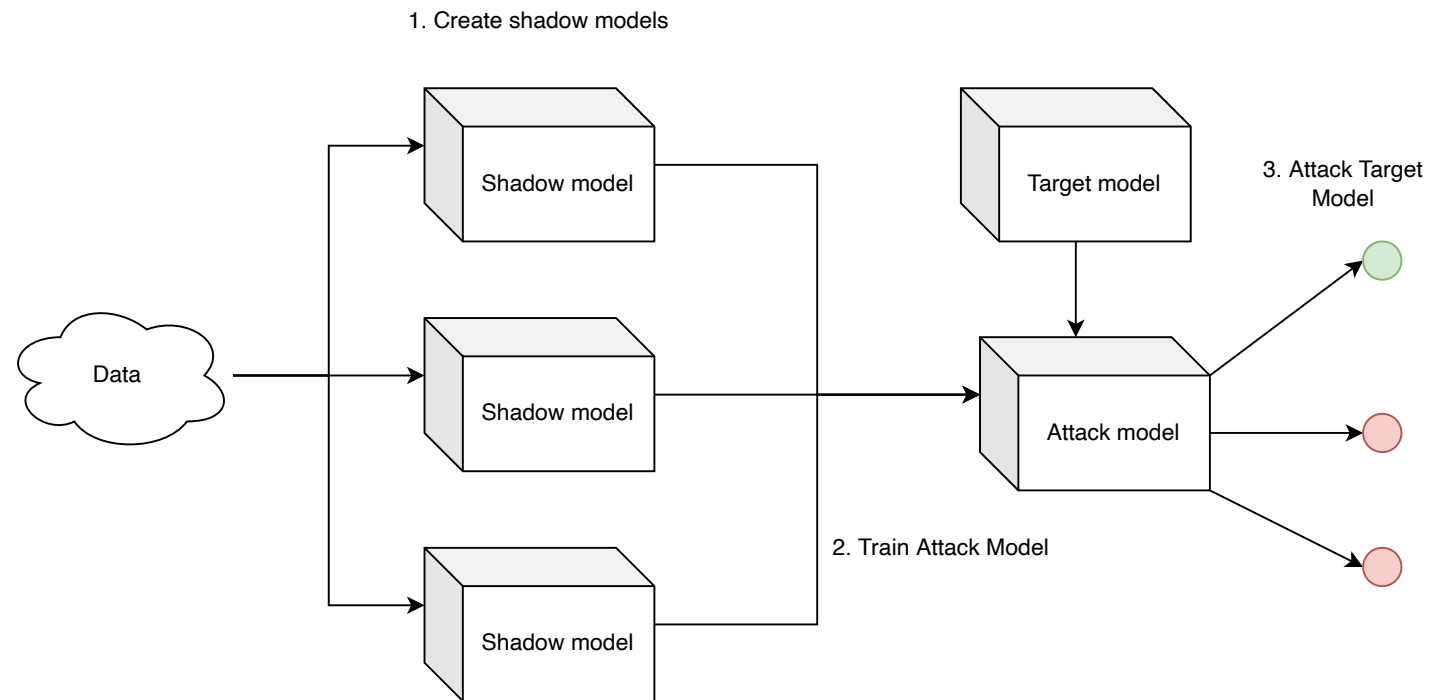 1. Create shadow models
Shadow model
Target model
3. Attack Target
Model
Data
Shadow model
Attack model
2. Train Attack Model
Shadow model